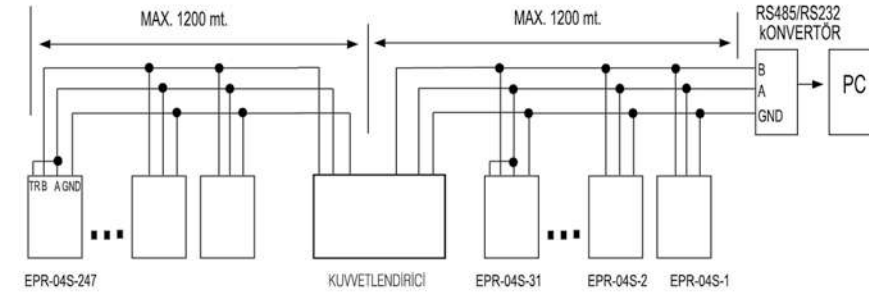 MAX. 1200 mt.
MAX. 1200 mt.
RS485/RS232
kONVERTÖR
B
A
GND
PC
TR B A GND
EPR-04S-247
KUVVETLENDİRİCİ
EPR-04S-31
EPR-04S-2
EPR-04S-1